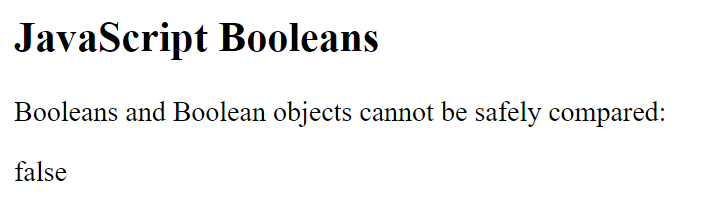 JavaScript Booleans
Booleans and Boolean objects cannot be safely compared:
false